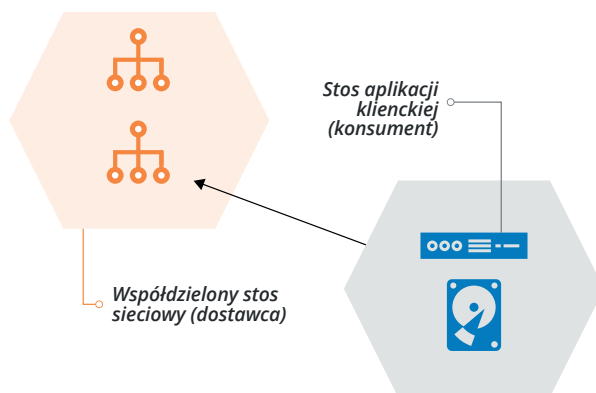 Stos aplikacji
klienckiej
(konsument)
Współdzielony stos
sieciowy (dostawca)